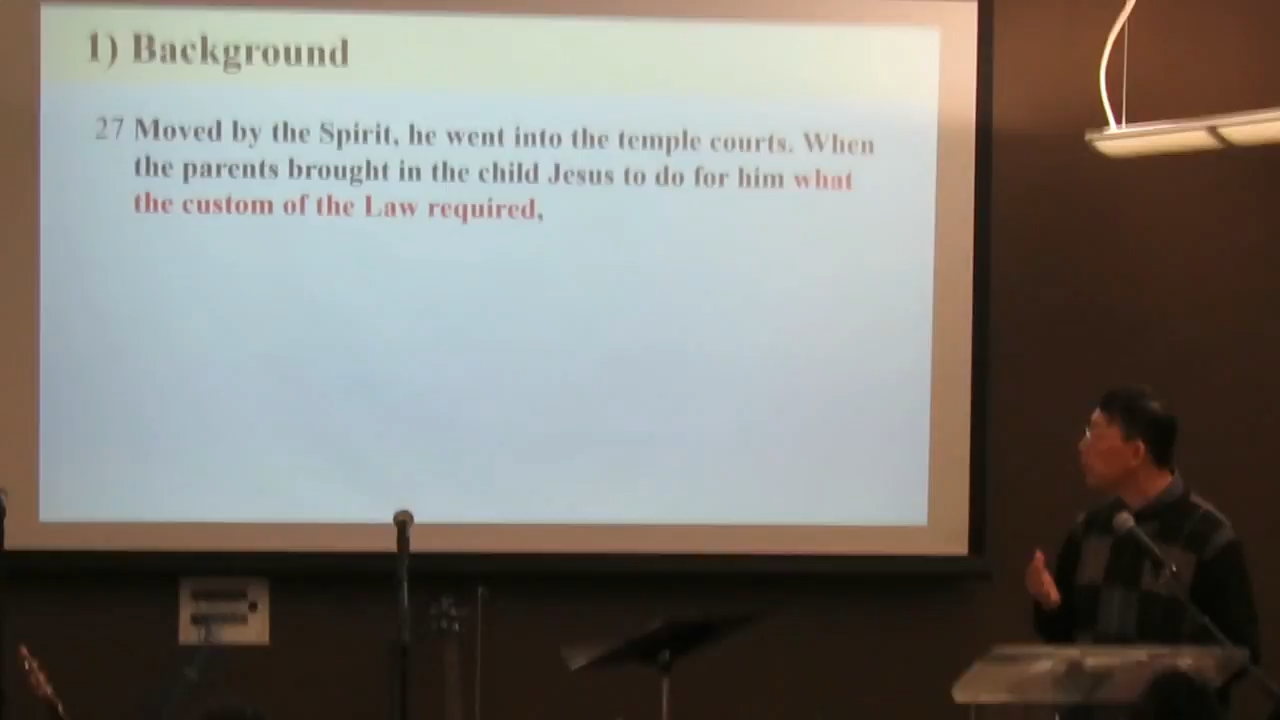 1) Background
27 Moved by the Spirit, he went into the temple courts. When
the parents brought in the child Jesus to do for him what
the custom of the Law required,